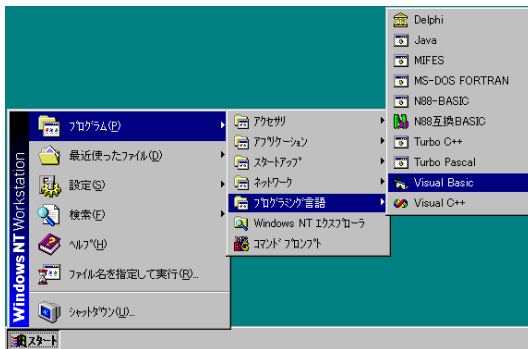 Delphi
Java
MIFES
MS-DOS FORTRAN
N88-BASIC
N88互換BASIC
Turbo C++
Turbo Pascal
Visual Basic
Visual C++
ｱｸｾｻﾘ
ｱﾌﾟﾘｹｰｼｮﾝ
ｽﾀｰﾄｱｯﾌﾟ
ﾈｯﾄﾜｰｸ
ﾌﾟﾛｸﾞﾗﾐﾝｸﾞ言語
Windows NT ｴｸｽﾌﾟﾛｰﾗ
ｺﾏﾝﾄﾞ ﾌﾟﾛﾝﾌﾟﾄ
ﾌﾟﾛｸﾞﾗﾑ(P)
最近使ったﾌｧｲﾙ(D)
設定(S)
検索(F)
ﾍﾙﾌﾟ(H)
ﾌｧｲﾙ名を指定して実行(R)...
ｼｬｯﾄﾀﾞｳﾝ(U)...
Windows NT Workstation
スタート